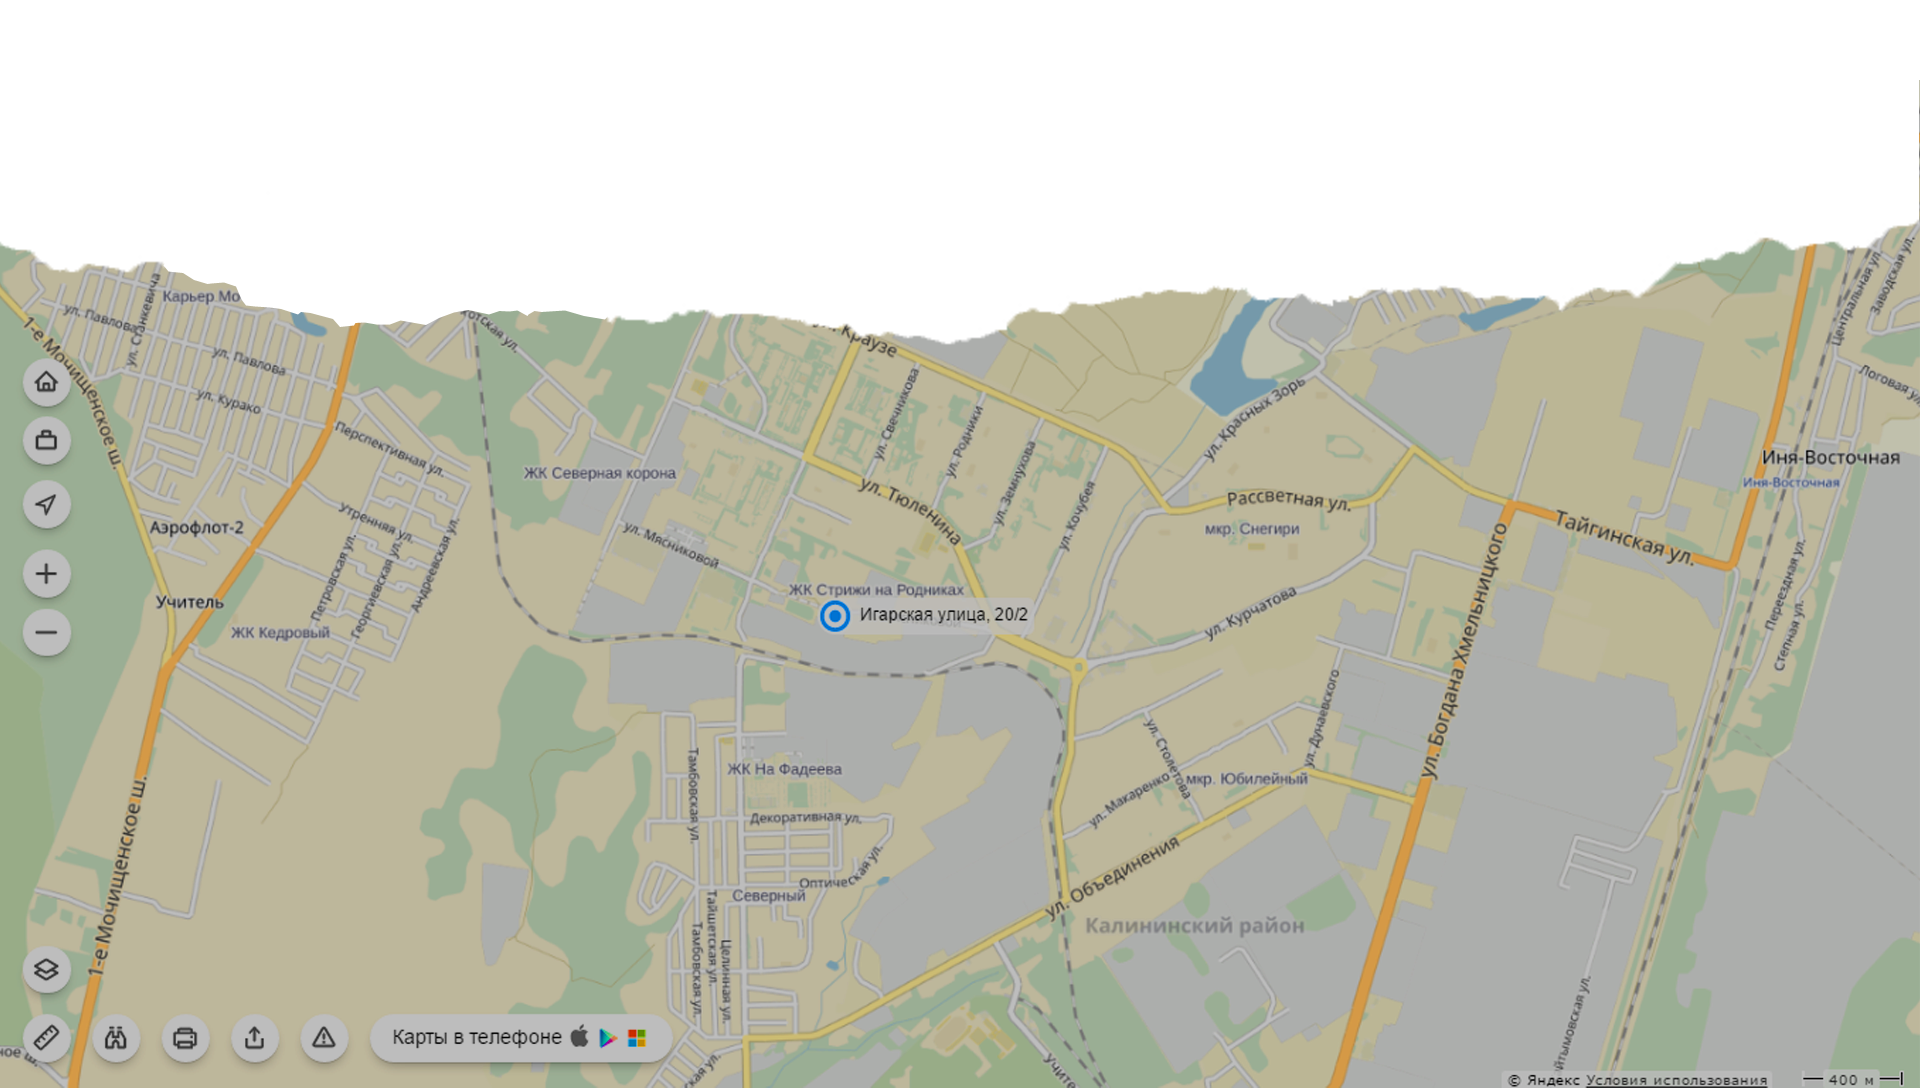 Карьер Мо
ул. Павлова
ул. Станкевича
1-е Мочищенское ш.
ул. Павлова
ул. Курако
Перспективная ул.
ул. Краузе
ул. Свечникова
ул. Родники
ул. Земнухова
ул. Кочубея
ул. Красных Зорь
Центральная ул.
Заводская ул.
Логовая ул.
Иня-Восточная
Иня-Восточная
ЖК Северная корона
ул. Тюленина
Рассветная ул.
мкр. Снегири
Тайгинская ул.
Аэрофлот-2
Утренняя ул.
Петровская ул.
Георгиевская ул.
Андреевская ул.
ул. Мясниковой
ЖК Стрижи на Родниках
Игарская улица, 20/2
Учитель
ЖК Кедровый
ул. Курчатова
ул. Богдана Хмельницкого
Переездная ул.
Степная ул.
ул. Дунаевского
ул. Столетова
ул. Макаренко
мкр. Юбилейный
ЖК На Фадеева
Тамбовская ул.
Декоративная ул.
Оптическая ул.
Северный
1-е Мочищенское ш.
ул. Объединения
Калининский район
Тайшетская ул.
Тамбовская ул.
Целинная ул.
Карты в телефоне
© Яндекс Условия использования
400 м